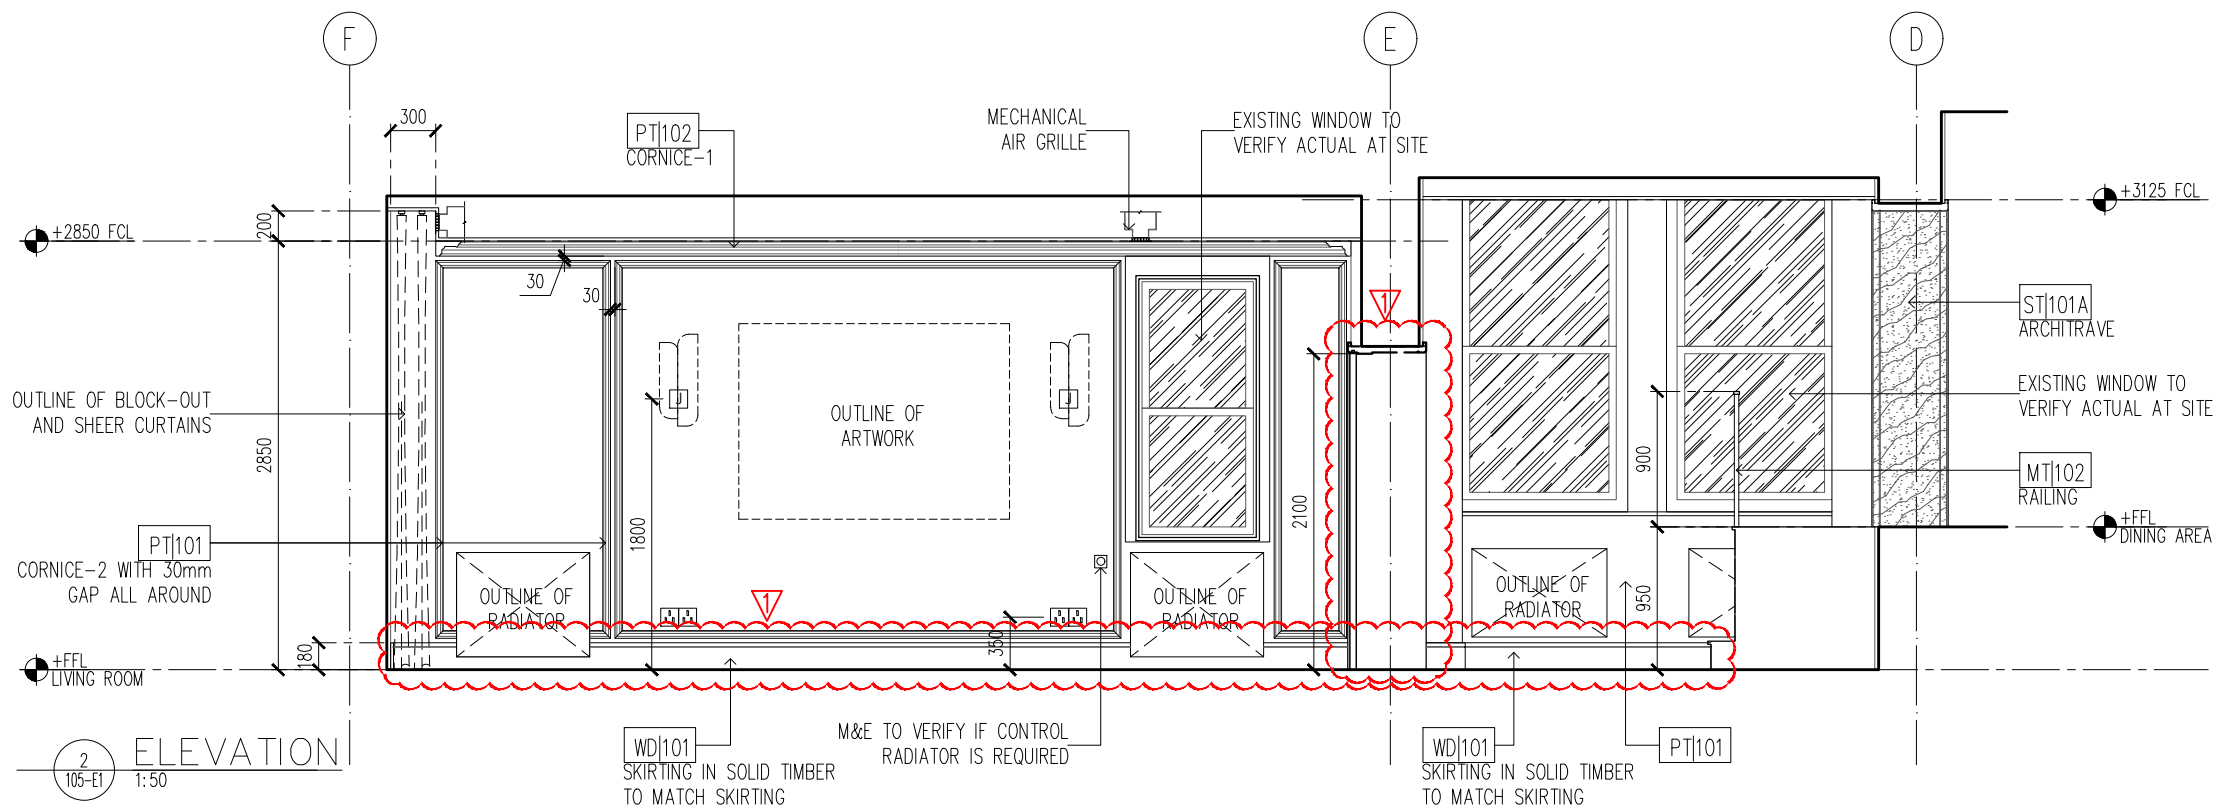 F
E
D
300
PT|102
CORNICE-1
MECHANICAL
AIR GRILLE
EXISTING WINDOW TO
VERIFY ACTUAL AT SITE
+2850 FCL
200
+3125 FCL
30
30
1
ST|101A
ARCHITRAVE
J
J
OUTLINE OF BLOCK-OUT
AND SHEER CURTAINS
OUTLINE OF
ARTWORK
EXISTING WINDOW TO
VERIFY ACTUAL AT SITE
2850
1800
2100
900
MT|102
RAILING
PT|101
CORNICE-2 WITH 30mm
GAP ALL AROUND
+FFL
DINING AREA
OUTLINE OF
RADIATOR
1
OUTLINE OF
RADIATOR
OUTLINE OF
RADIATOR
950
350
180
+FFL
LIVING ROOM
WD|101
SKIRTING IN SOLID TIMBER
TO MATCH SKIRTING
M&E TO VERIFY IF CONTROL
RADIATOR IS REQUIRED
WD|101
SKIRTING IN SOLID TIMBER
TO MATCH SKIRTING
PT|101
2
105-E1
ELEVATION
1:50